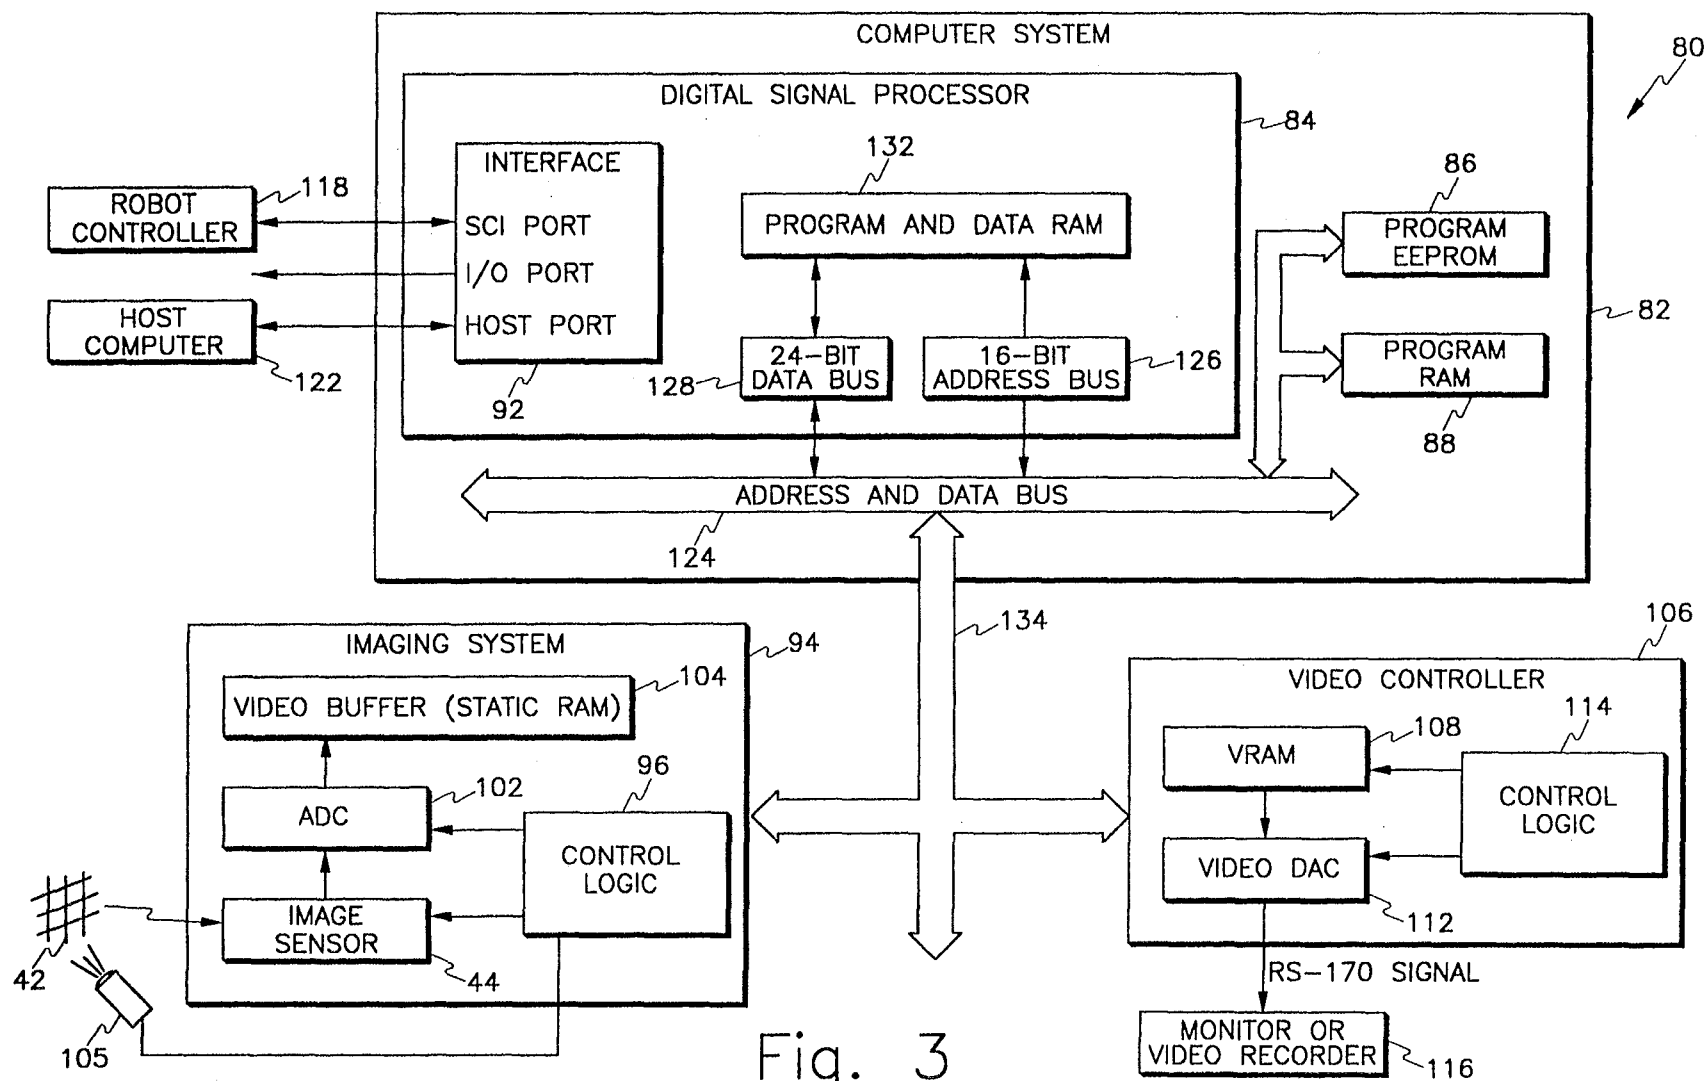 COMPUTER SYSTEM
80
DIGITAL SIGNAL PROCESSOR
84
INTERFACE
SCI PORT
I/O PORT
HOST PORT
92
132
PROGRAM AND DATA RAM
118
ROBOT
CONTROLLER
HOST
COMPUTER
122
24-BIT
DATA BUS
128
16-BIT
ADDRESS BUS
126
86
PROGRAM
EEPROM
82
PROGRAM
RAM
88
ADDRESS AND DATA BUS
124
134
IMAGING SYSTEM
94
104
VIDEO BUFFER (STATIC RAM)
102
ADC
96
CONTROL
LOGIC
IMAGE
SENSOR
44
42
105
106
VIDEO CONTROLLER
108
VRAM
114
CONTROL
LOGIC
VIDEO DAC
112
RS-170 SIGNAL
MONITOR OR
VIDEO RECORDER
116
Fig. 3